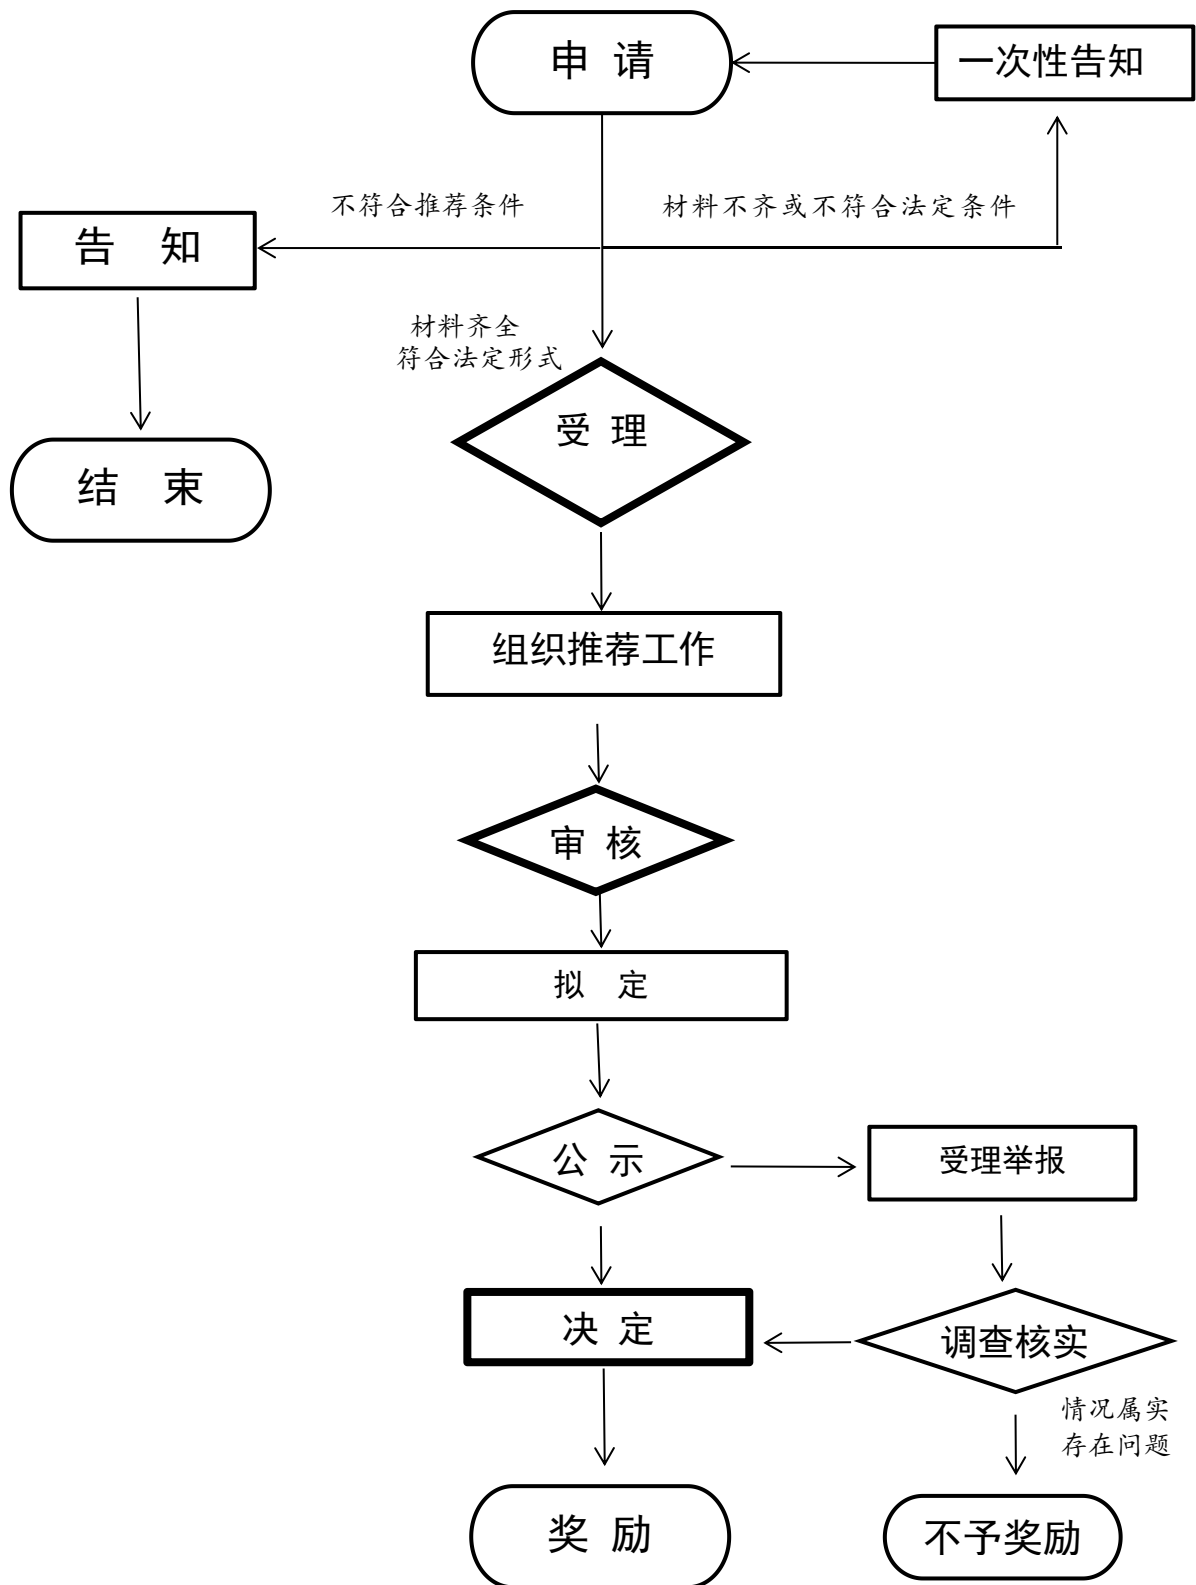 申 请
一次性告知
不符合推荐条件
材料不齐或不符合法定条件
告 知
材料齐全
符合法定形式
受 理
结 束
组织推荐工作
审 核
拟 定
公 示
受理举报
决 定
调查核实
情况属实
存在问题
奖 励
不予奖励